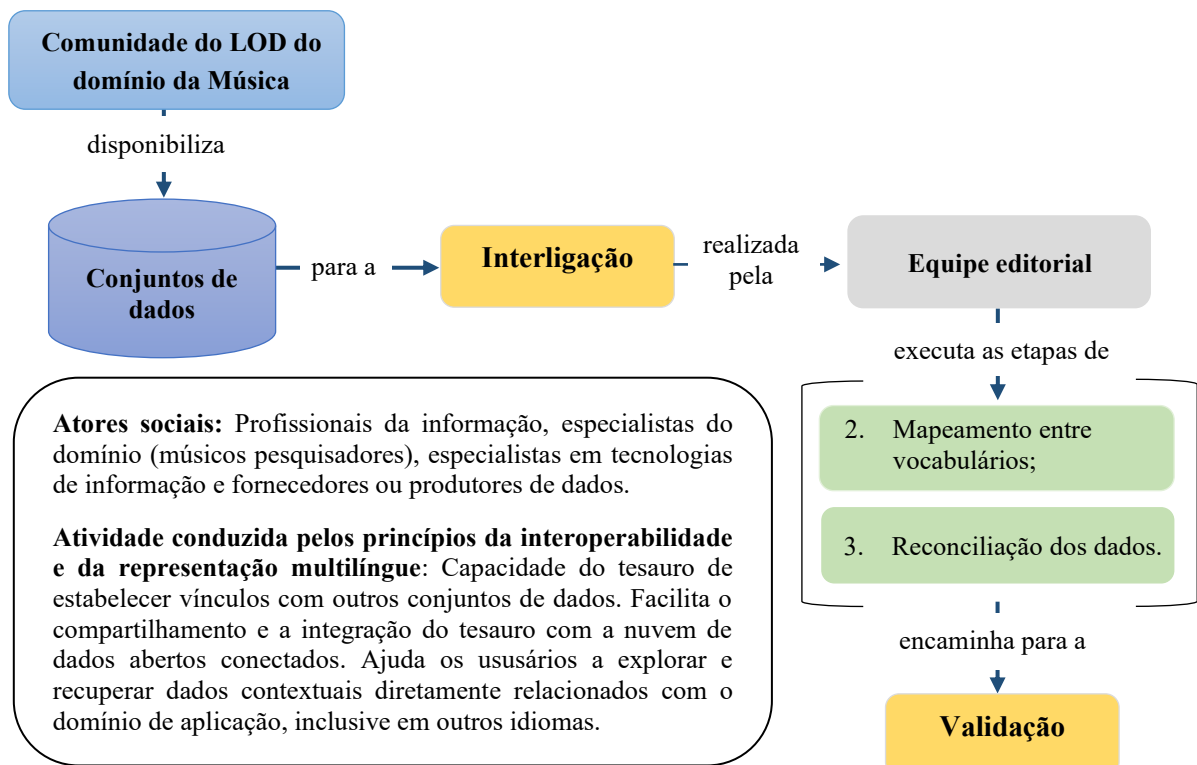 Comunidade do LOD do
domínio da Música
disponibiliza
Conjuntos de
dados
para a
Interligação
realizada
pela
Equipe editorial
executa as etapas de
2. Mapeamento entre
vocabulários;
3. Reconciliação dos dados.
encaminha para a
Validação
Atores sociais: Profissionais da informação, especialistas do
domínio (músicos pesquisadores), especialistas em tecnologias
de informação e fornecedores ou produtores de dados.
Atividade conduzida pelos princípios da interoperabilidade
e da representação multilíngue: Capacidade do tesauro de
estabelecer vínculos com outros conjuntos de dados. Facilita o
compartilhamento e a integração do tesauro com a nuvem de
dados abertos conectados. Ajuda os ususários a explorar e
recuperar dados contextuais diretamente relacionados com o
domínio de aplicação, inclusive em outros idiomas.